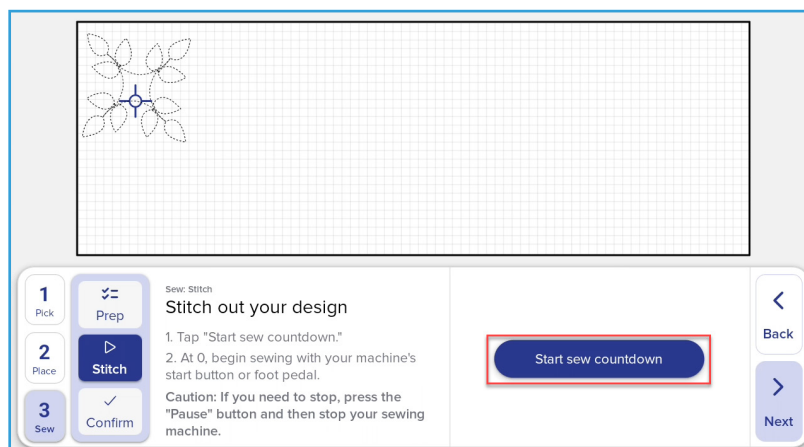 1
Pick
2
Place
3
Sew
Prep
Stitch
Confirm
Sew: Stitch
Stitch out your design
1. Tap "Start sew countdown."
2. At 0, begin sewing with your machine's
start button or foot pedal.
Caution: If you need to stop, press the
"Pause" button and then stop your sewing
machine.
Start sew countdown
Back
Next